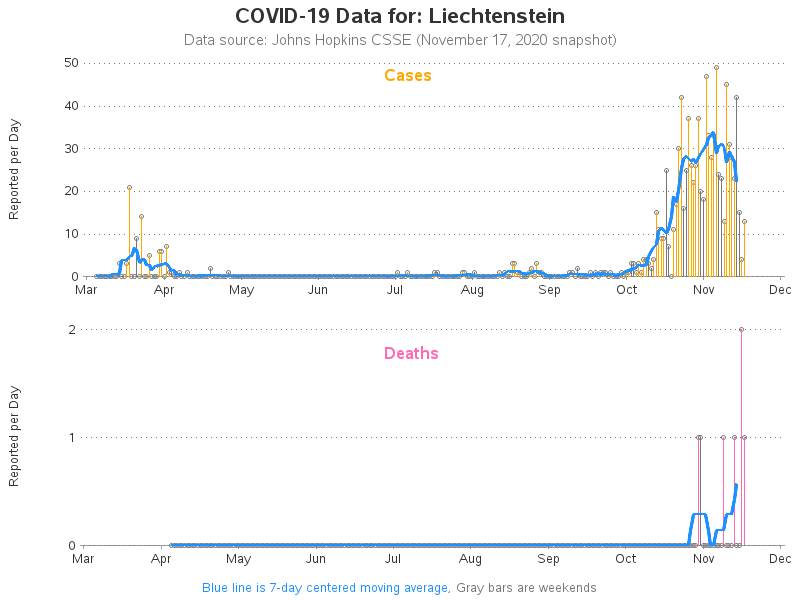 COVID-19 Data for: Liechtenstein
Data source: Johns Hopkins CSSE (November 17, 2020 snapshot)
Cases
Reported per Day
50
40
30
20
10
0
Mar Apr May Jun Jul Aug Sep Oct Nov Dec
Deaths
Reported per Day
2
1
0
Mar Apr May Jun Jul Aug Sep Oct Nov Dec
Blue line is 7-day centered moving average, Gray bars are weekends